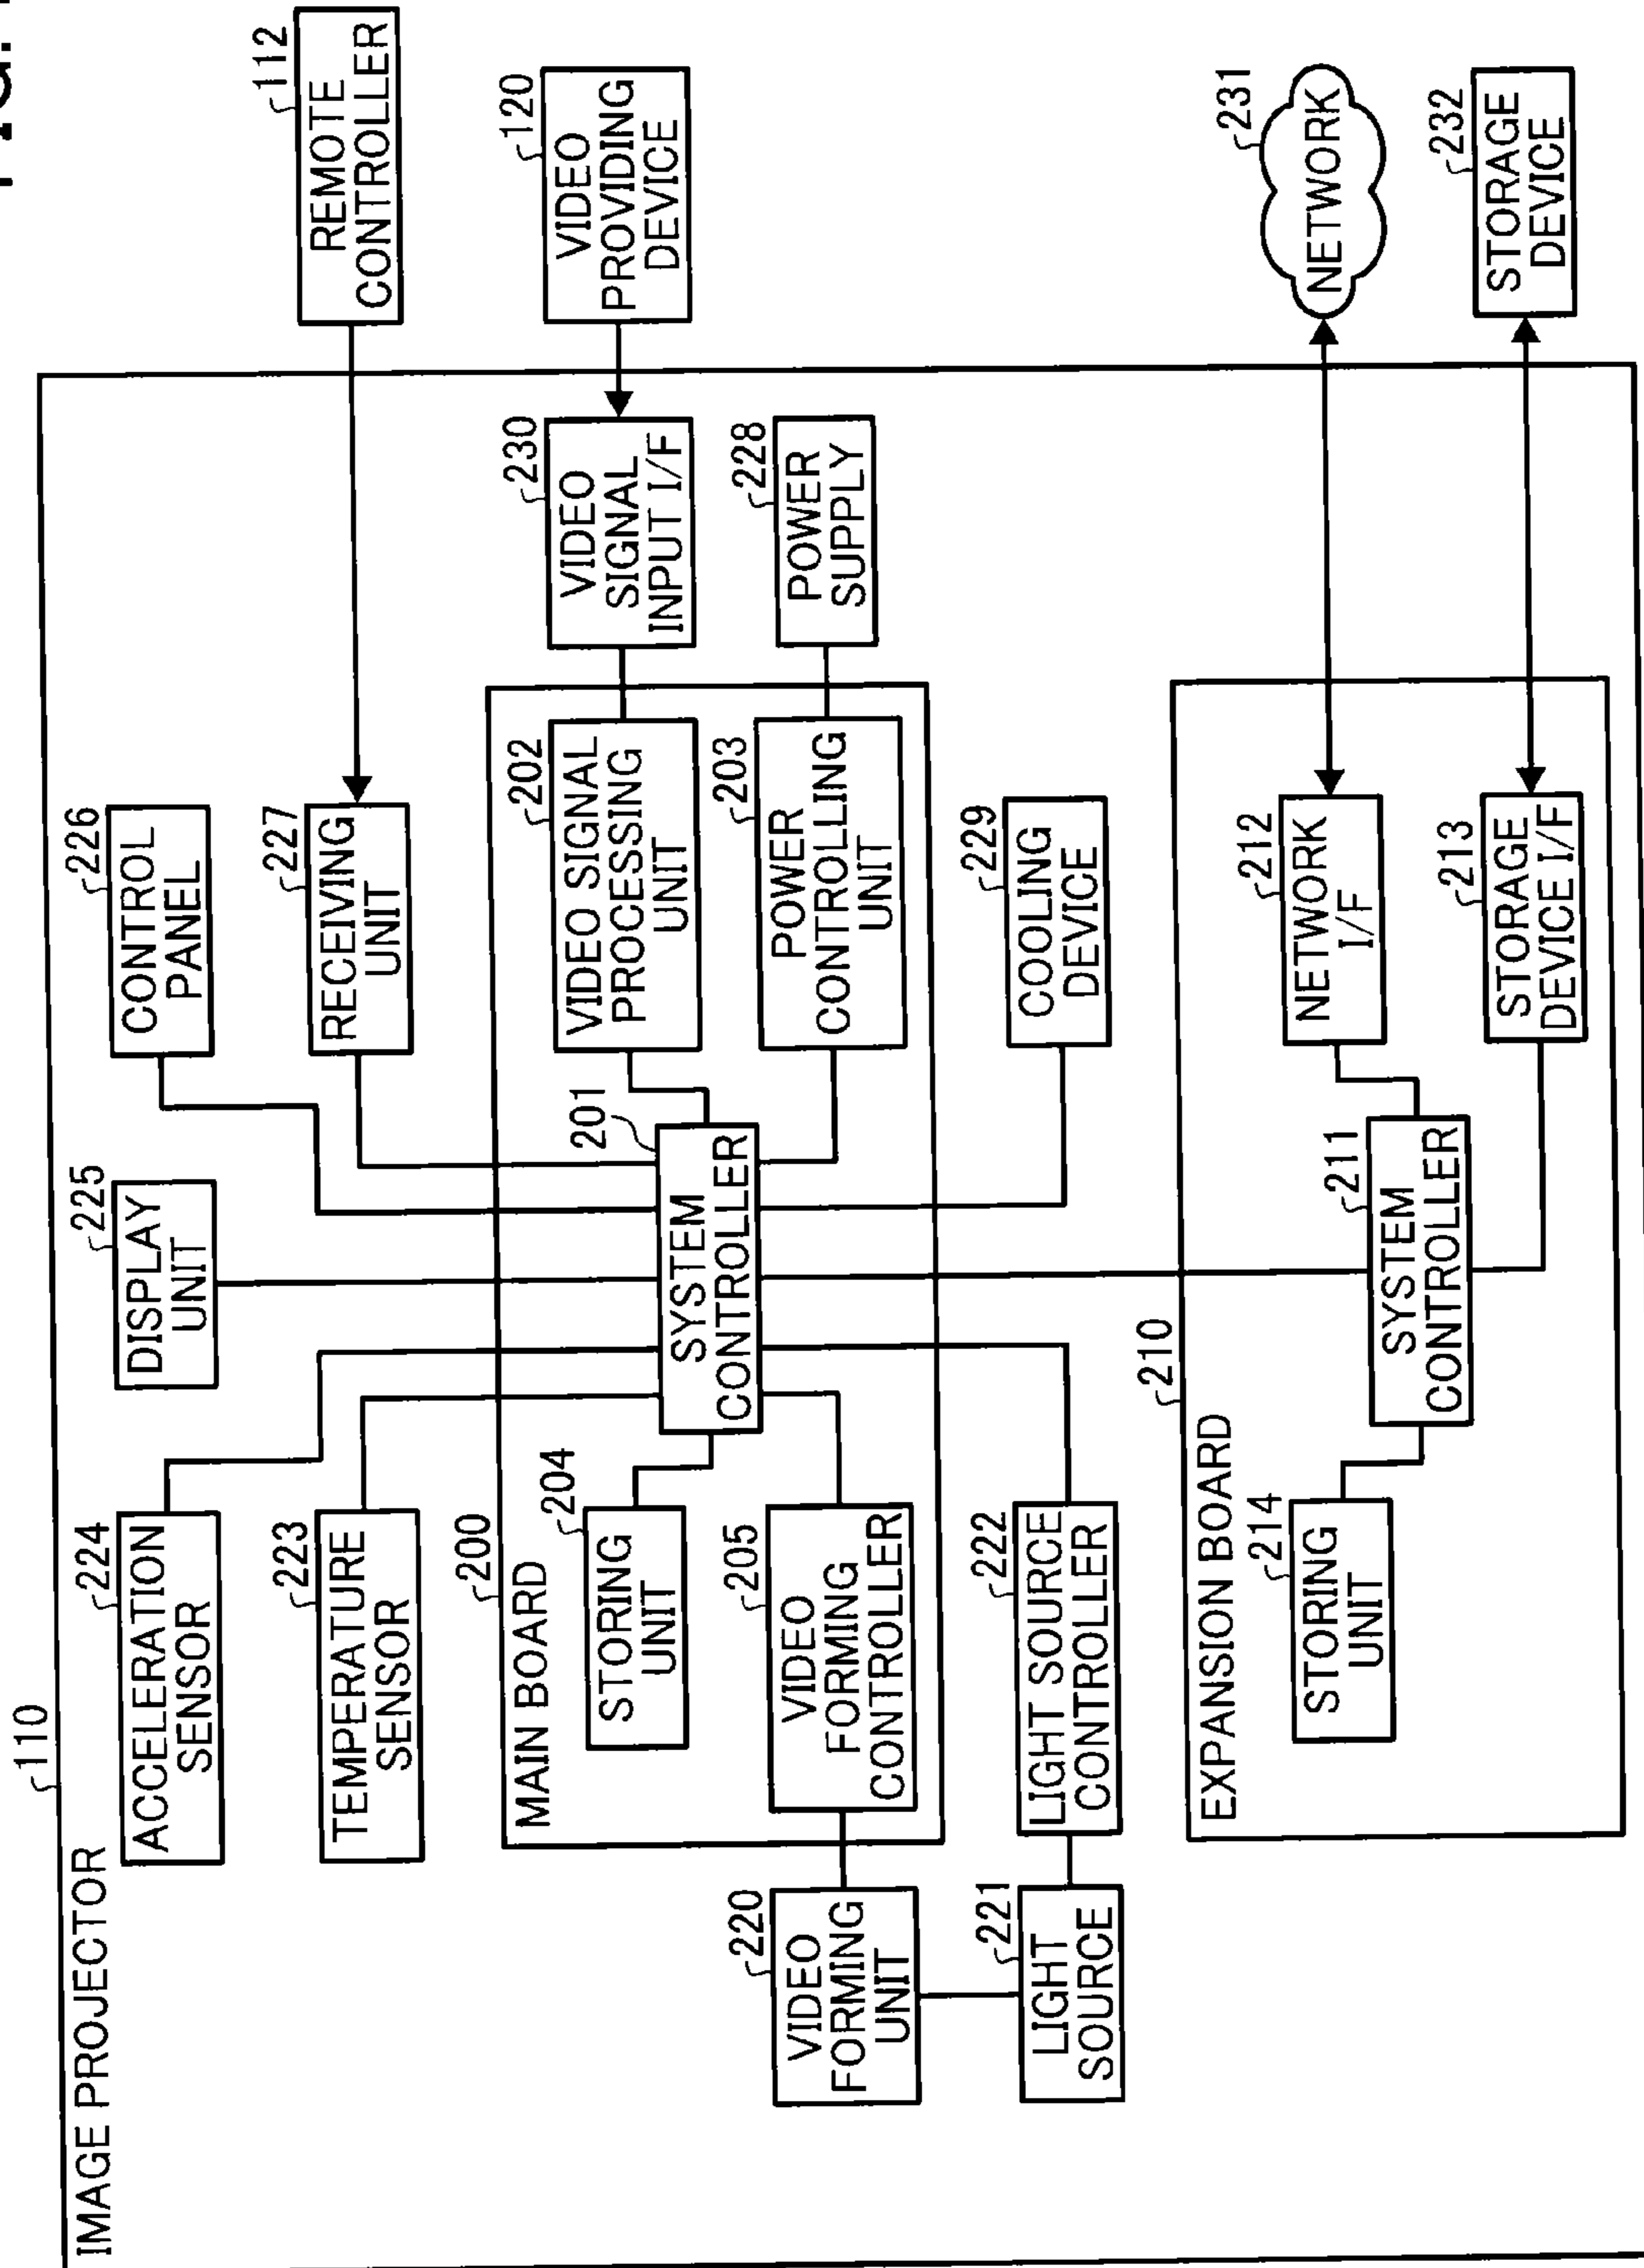 IMAGE PROJECTOR
110
ACCELERATION
SENSOR
224
DISPLAY
UNIT
225
CONTROL
PANEL
226
REMOTE
CONTROLLER
112
TEMPERATURE
SENSOR
223
RECEIVING
UNIT
227
MAIN BOARD
200
STORING
UNIT
204
SYSTEM
CONTROLLER
201
VIDEO SIGNAL
PROCESSING
UNIT
202
VIDEO
SIGNAL
INPUT I/F
230
VIDEO
PROVIDING
DEVICE
120
VIDEO
FORMING
UNIT
220
VIDEO
FORMING
CONTROLLER
205
POWER
CONTROLLING
UNIT
203
POWER
SUPPLY
228
LIGHT
SOURCE
221
LIGHT SOURCE
CONTROLLER
222
COOLING
DEVICE
229
EXPANSION BOARD
210
STORING
UNIT
214
SYSTEM
CONTROLLER
211
NETWORK
I/F
212
NETWORK
231
STORAGE
DEVICE I/F
213
STORAGE
DEVICE
232